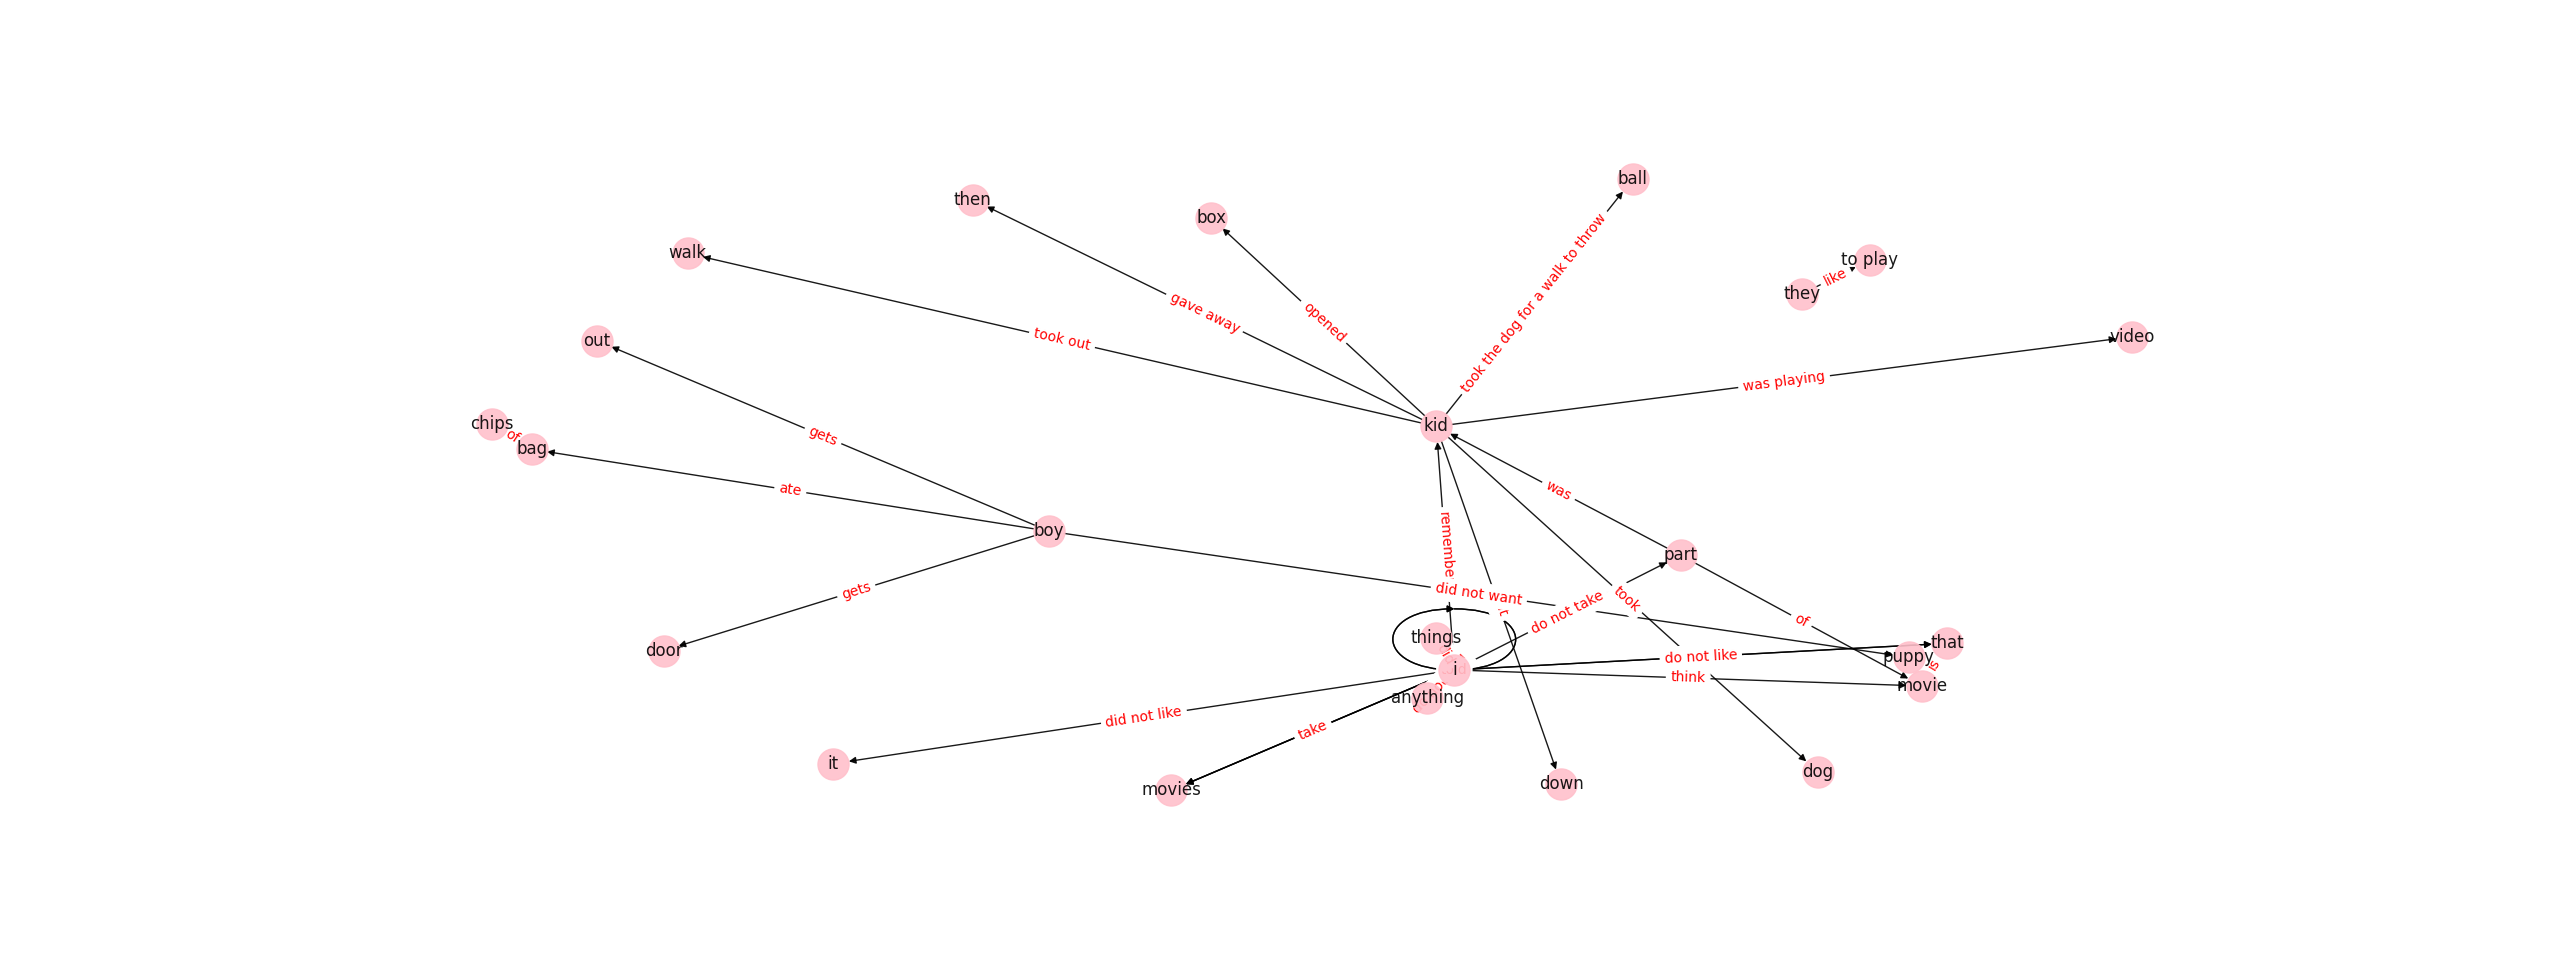 ball
then
box
walk
to play
they
like
took the dog for a walk to throw
gave away
opened
video
took out
out
was playing
chips
kid
gets
of
bag
ate
was
boy
part
gets
did not want
took
do not take
of
things
that
door
do not like
puppy
is
i
think
movie
anything
did not like
take
it
dog
down
movies